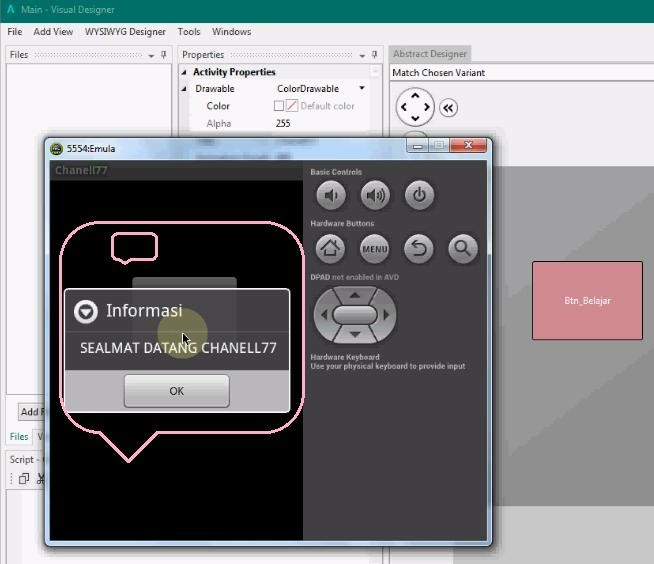 Main - Visual Designer
File Add View WYSIWYG Designer Tools Windows
Files
Properties
Abstract Designer
Activity Properties
Match Chosen Variant
Drawable ColorDrawable
Color Default color
Alpha 255
5554:Emula
Chanell77
Basic Controls
Hardware Buttons
MENU
DPAD not enabled in AVD
Btn_Belajar
Informasi
SEALMAT DATANG CHANELL77
OK
Hardware Keyboard
Use your physical keyboard to provide input
Add
Files
Script -